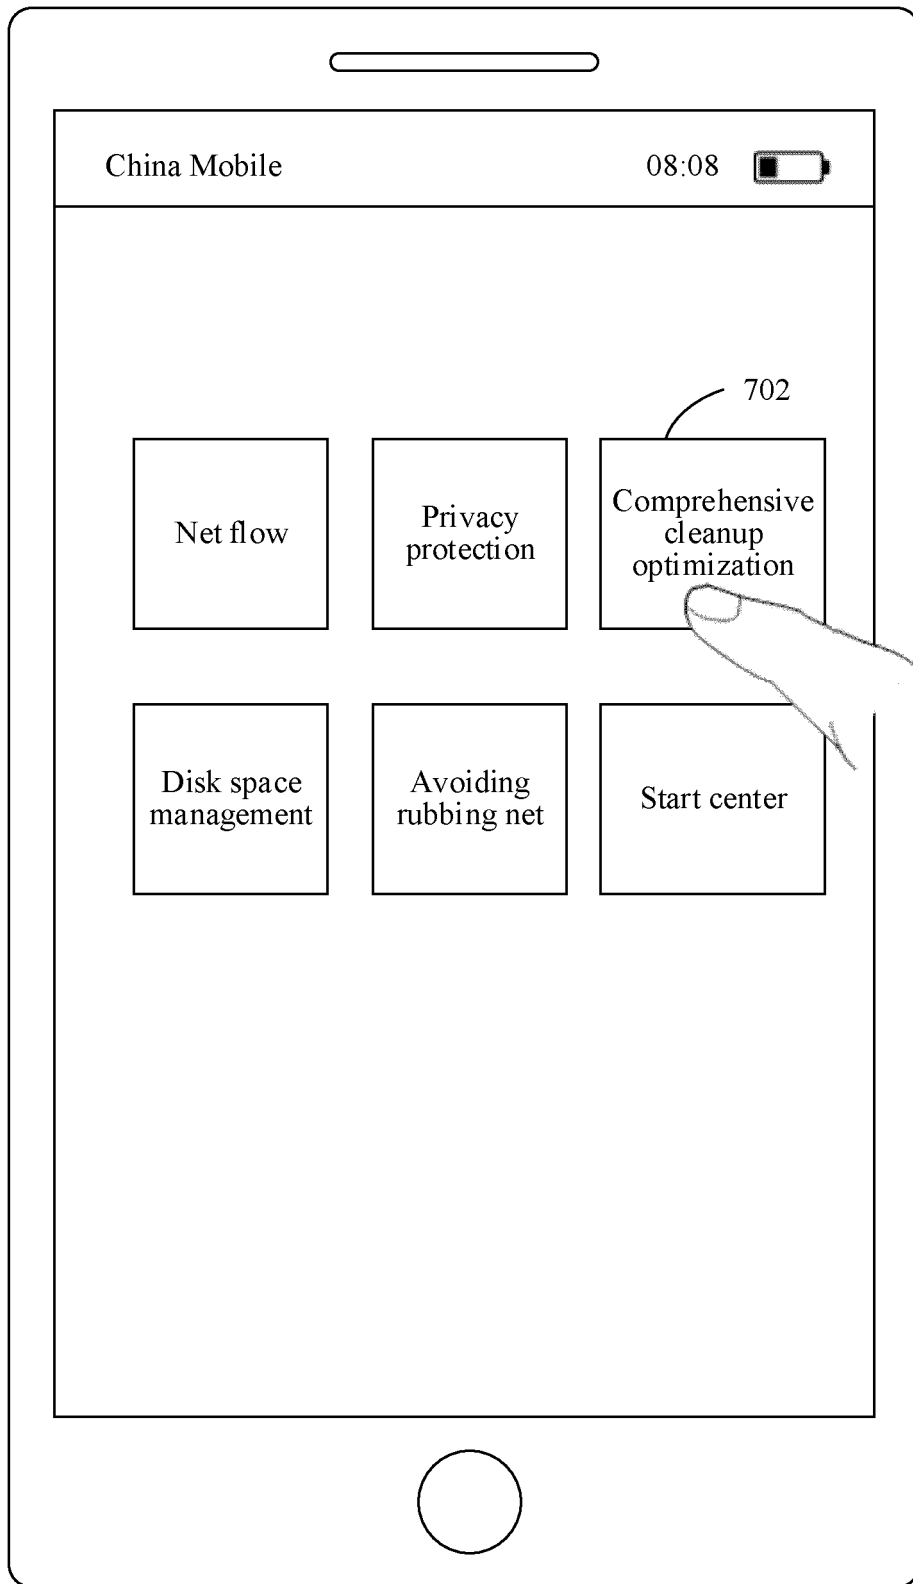 China Mobile 08:08
702
Net flow
Privacy
protection
Comprehensive
cleanup
optimization
Disk space
management
Avoiding
rubbing net
Start center